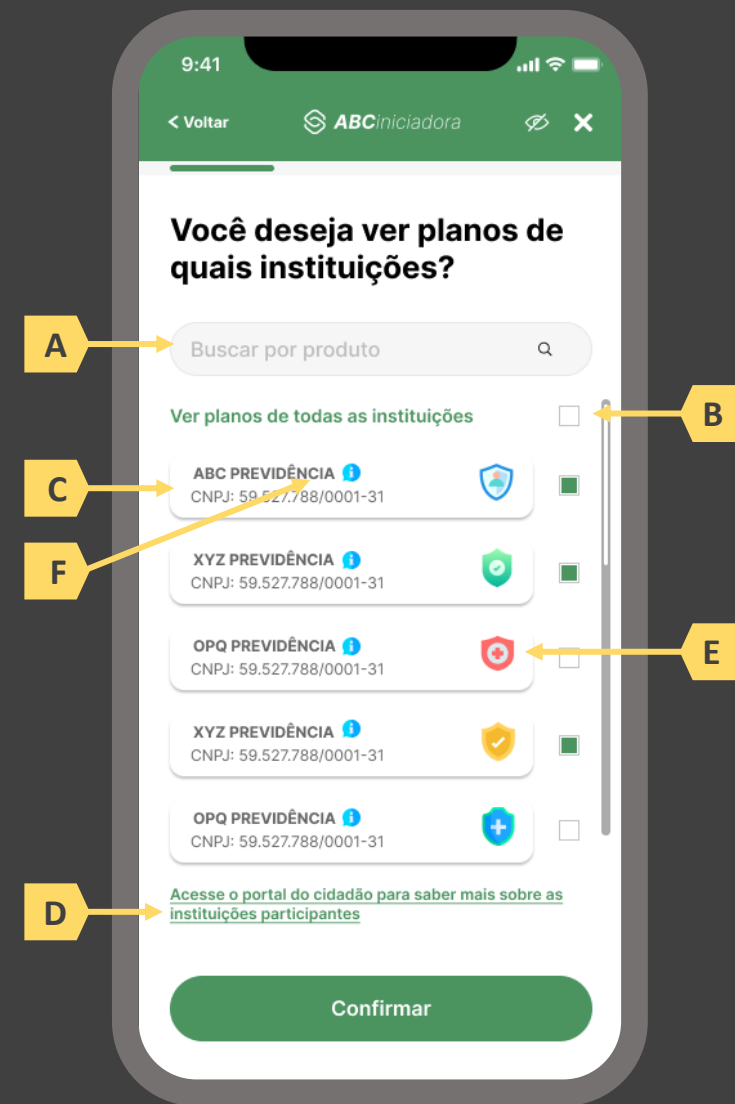 9:41
< Voltar
ABCiniciadora
Você deseja ver planos de
quais instituições?
A
Buscar por produto
Ver planos de todas as instituições
B
C
ABC PREVIDÊNCIA
CNPJ: 59.527.788/0001-31
F
XYZ PREVIDÊNCIA
CNPJ: 59.527.788/0001-31
OPQ PREVIDÊNCIA
CNPJ: 59.527.788/0001-31
E
XYZ PREVIDÊNCIA
CNPJ: 59.527.788/0001-31
OPQ PREVIDÊNCIA
CNPJ: 59.527.788/0001-31
D
Acesse o portal do cidadão para saber mais sobre as
instituições participantes
Confirmar